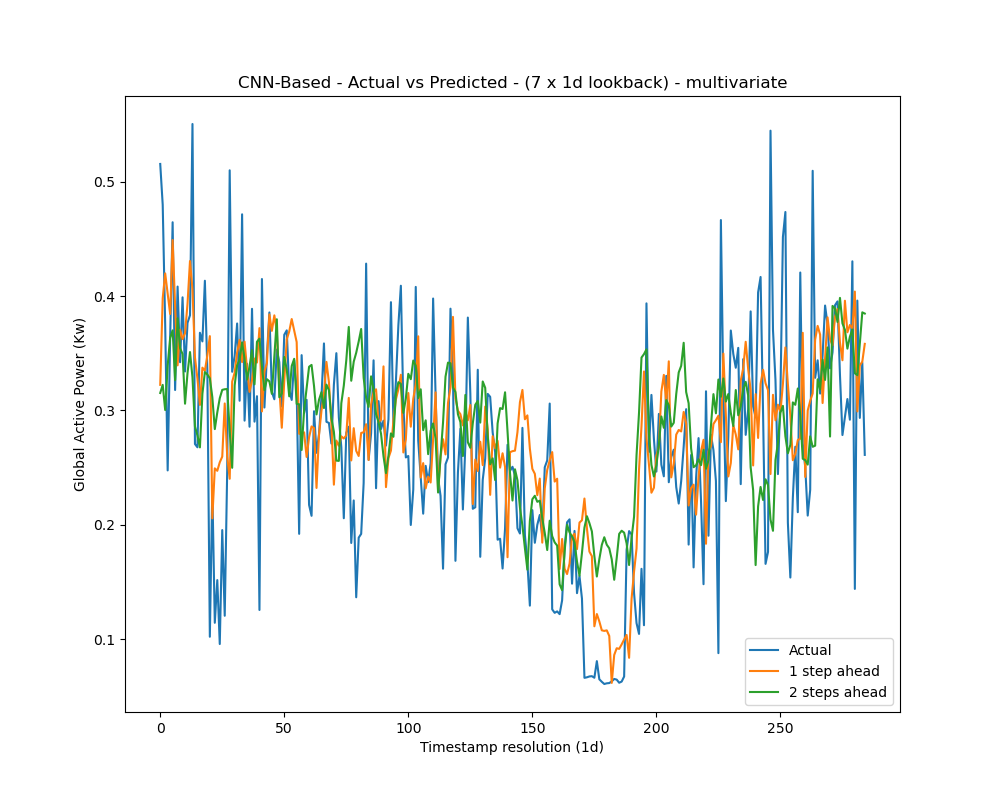 CNN-Based - Actual vs Predicted - (7 x 1d lookback) - multivariate
Global Active Power (Kw)
0.5
0.4
0.3
0.2
0.1
0 50 100 150 200 250
Timestamp resolution (1d)
Actual
1 step ahead
2 steps ahead